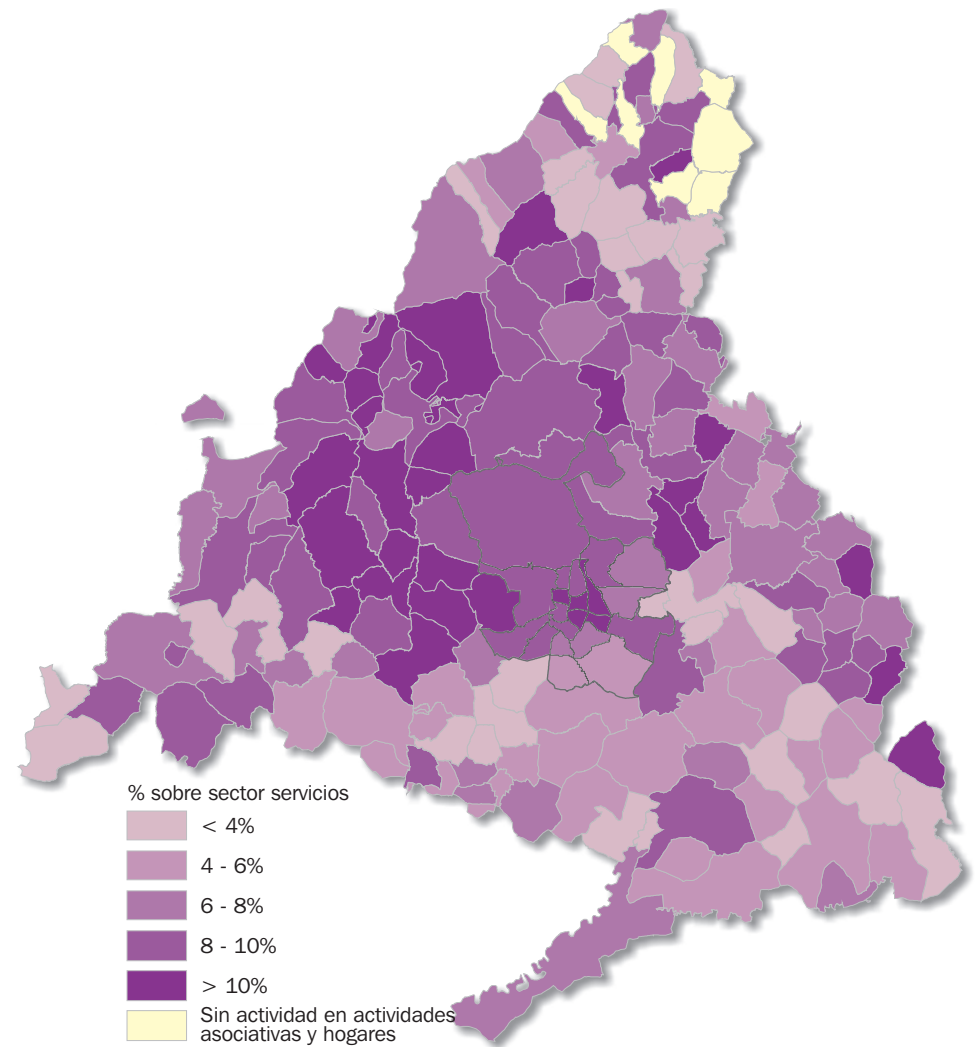 % sobre sector servicios
< 4%
4 - 6%
6 - 8%
8 - 10%
> 10%
Sin actividad en actividades
asociativas y hogares